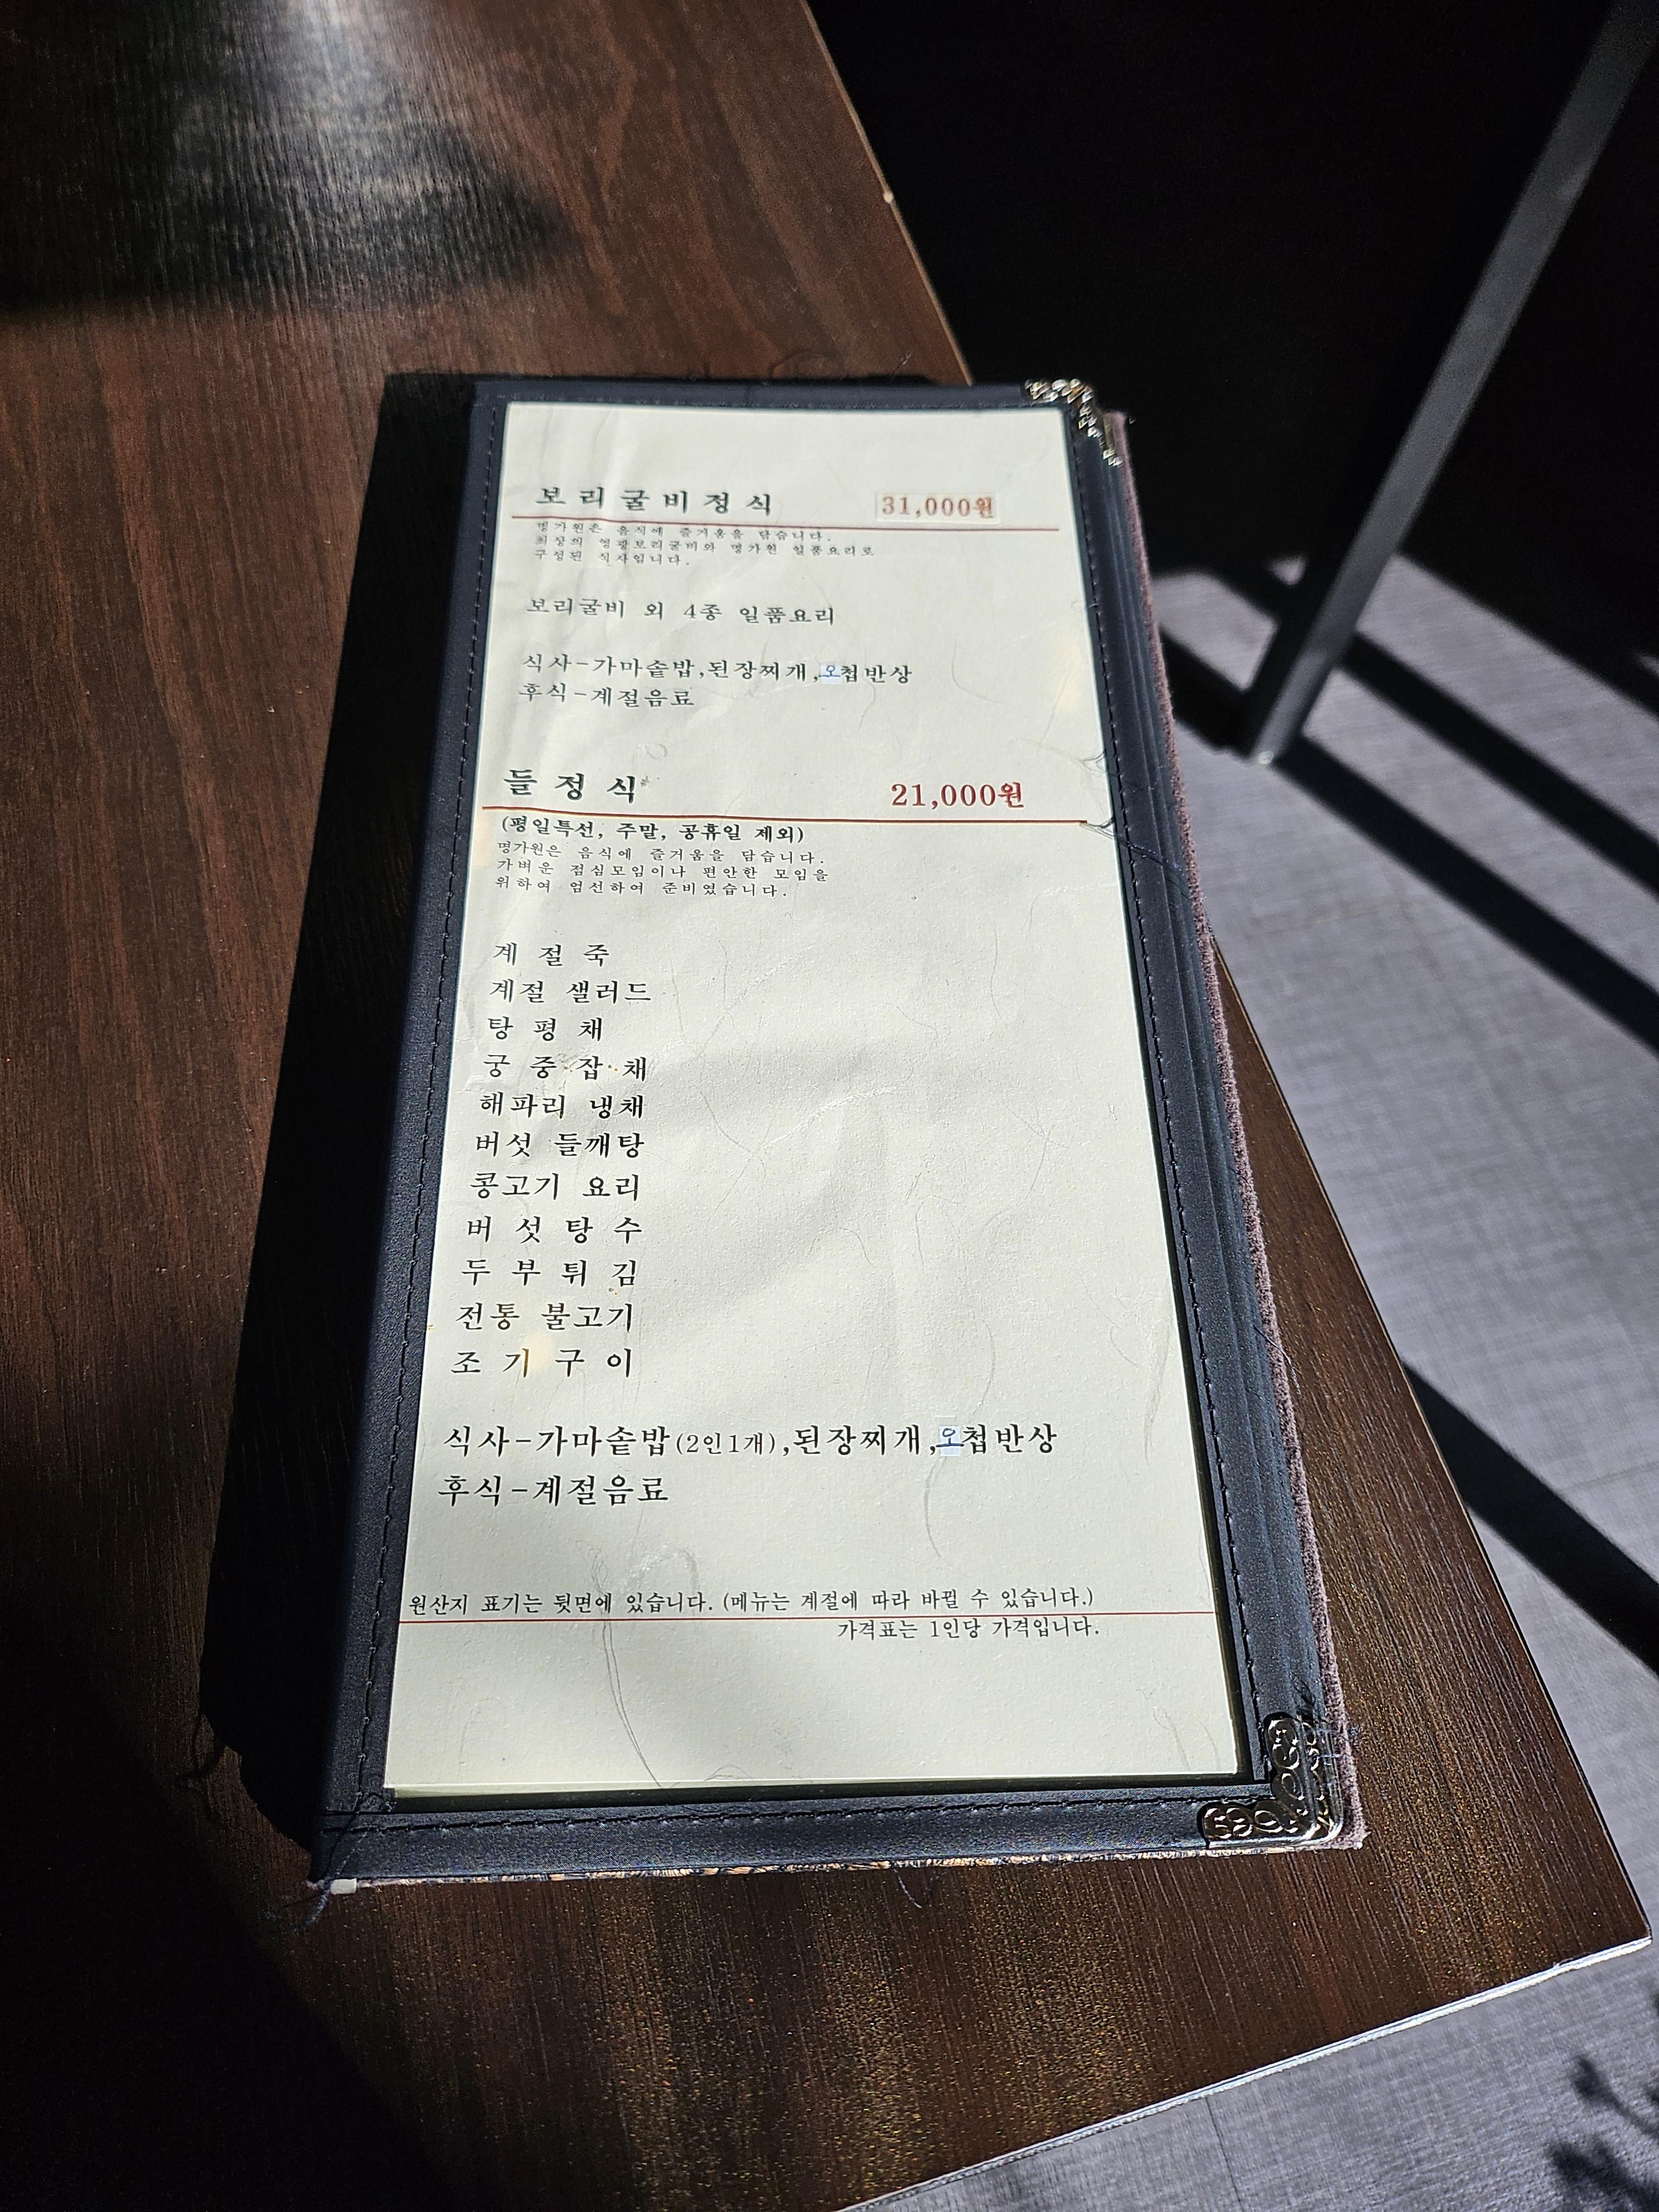 보리굴비정식 31,000원
명가원은 음식에 즐거움을 담습니다.
최상의 영광보리굴비와 명가원 일품요리로
구성된 식사입니다.
보리굴비 외 4종 일품요리
식사-가마솥밥,된장찌개,오첩반상
후식-계절음료
들정식 21,000원
(평일특선, 주말, 공휴일 제외)
명가원은 음식에 즐거움을 담습니다.
가벼운 점심모임이나 편안한 모임을
위하여 엄선하여 준비였습니다.
계절죽
계절 샐러드
탕평채
궁중잡채
해파리 냉채
버섯 들깨탕
콩고기 요리
버섯탕수
두부튀김
전통 불고기
조기구이
식사-가마솥밥(2인1개),된장찌개,오첩반상
후식-계절음료
원산지 표기는 뒷면에 있습니다. (메뉴는 계절에 따라 바뀔 수 있습니다.)
가격표는 1인당 가격입니다.